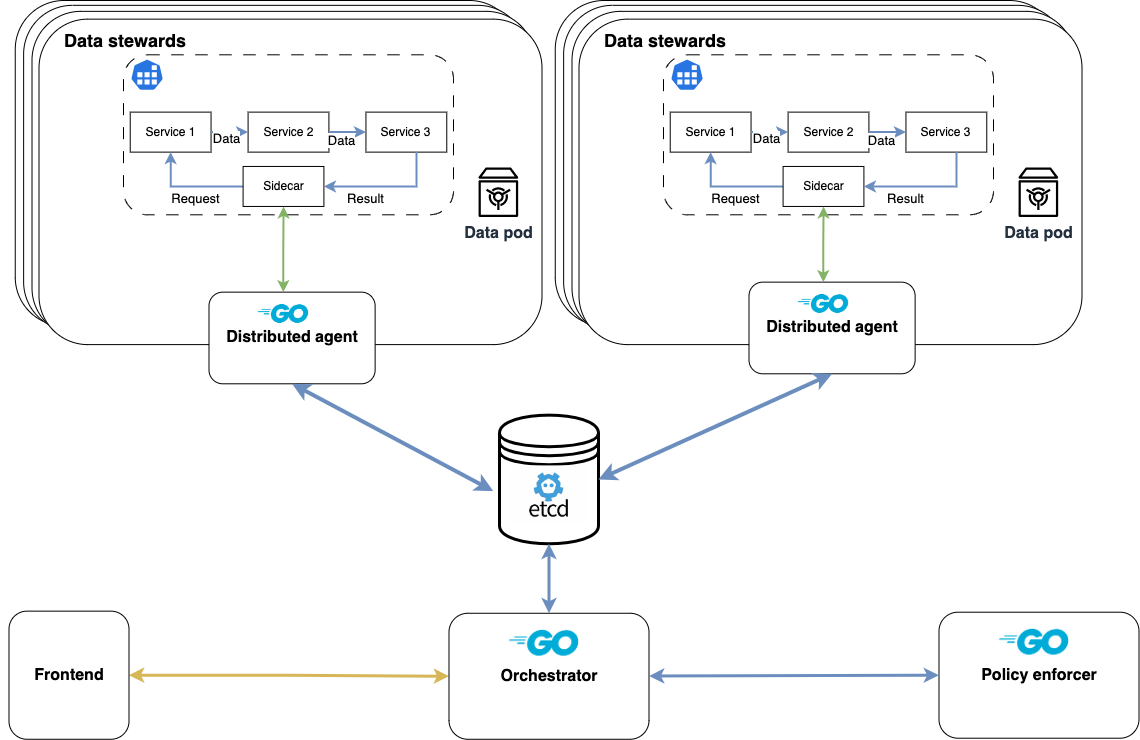 Data stewards
Service 1
Data
Service 2
Data
Service 3
Sidecar
Request
Result
Data pod
GO
Distributed agent
Data stewards
Service 1
Data
Service 2
Data
Service 3
Sidecar
Request
Result
Data pod
GO
Distributed agent
etcd
Frontend
GO
Orchestrator
GO
Policy enforcer